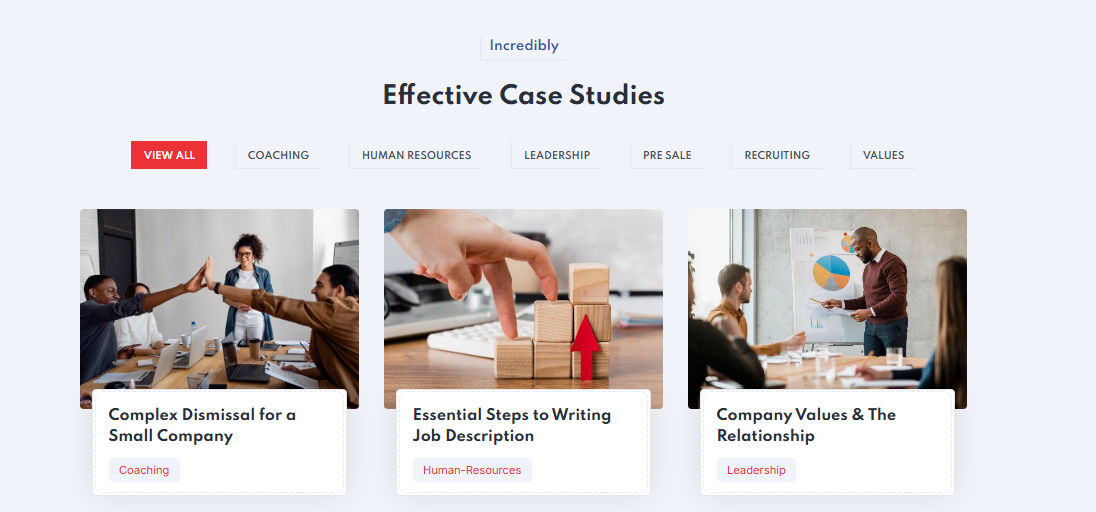 Incredibly
Effective Case Studies
VIEW ALL
COACHING
HUMAN RESOURCES
LEADERSHIP
PRE SALE
RECRUITING
VALUES
Complex Dismissal for a
Small Company
Coaching
Essential Steps to Writing
Job Description
Human-Resources
Company Values & The
Relationship
Leadership